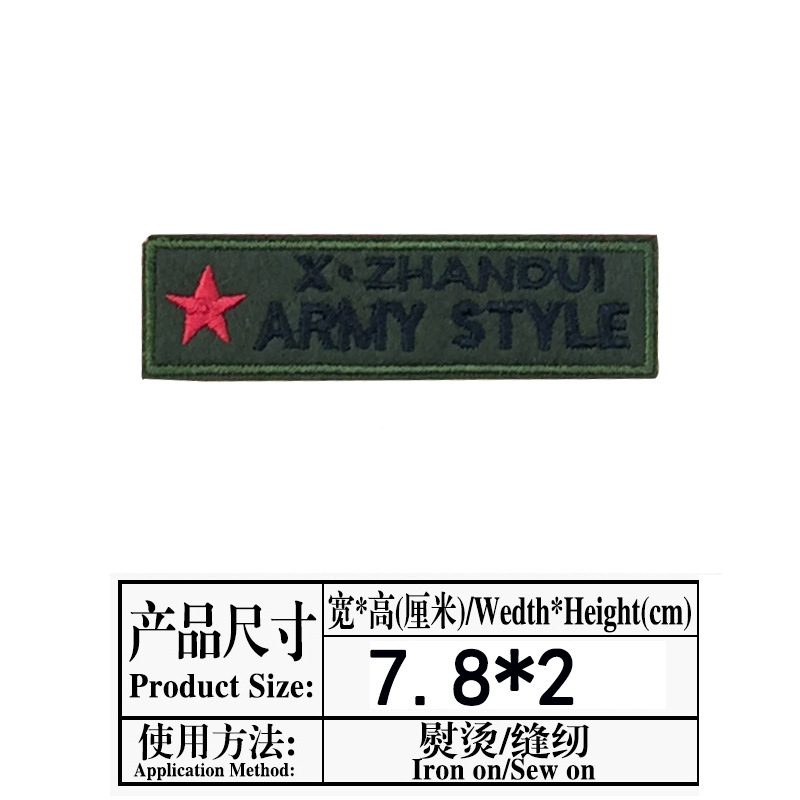 X·ZHANDUI
ARMY STYLE
产品尺寸
Product Size:
宽*高(厘米)/Wedth*Height(cm)
7.8*2
使用方法:
Application Method:
熨烫/缝纫
Iron on/Sew on